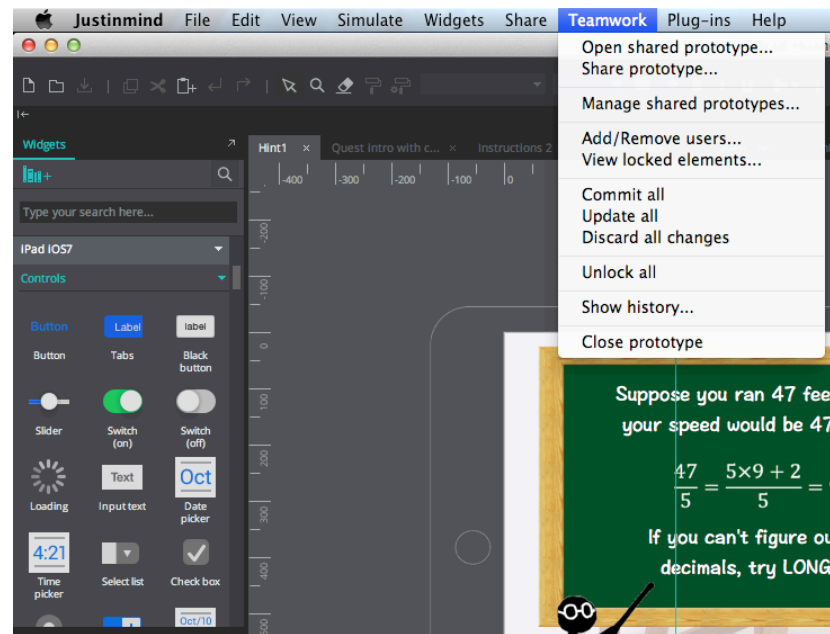 Justinmind File Edit View Simulate Widgets Share Teamwork Plug-ins Help
Open shared prototype...
Share prototype...
Manage shared prototypes...
Add/Remove users...
View locked elements...
Commit all
Update all
Discard all changes
Unlock all
Show history...
Close prototype
Widgets
Hint1 × Quest intro with c... × Instructions 2
-400 -300 -200 -100 0
Type your search here...
-200
iPad iOS7
Controls
-100
Button Label label
Button Tabs Black
button
0
100
Slider Switch Switch
(on) (off)
200
Text Oct
Loading Input text Date
picker
300
4:21
Time Select list Check box
picker
400
Oct/10
500
Suppose you ran 47 fee
your speed would be 47
47/5 = 5×9 + 2/5 =
If you can't figure ou
decimals, try LONG